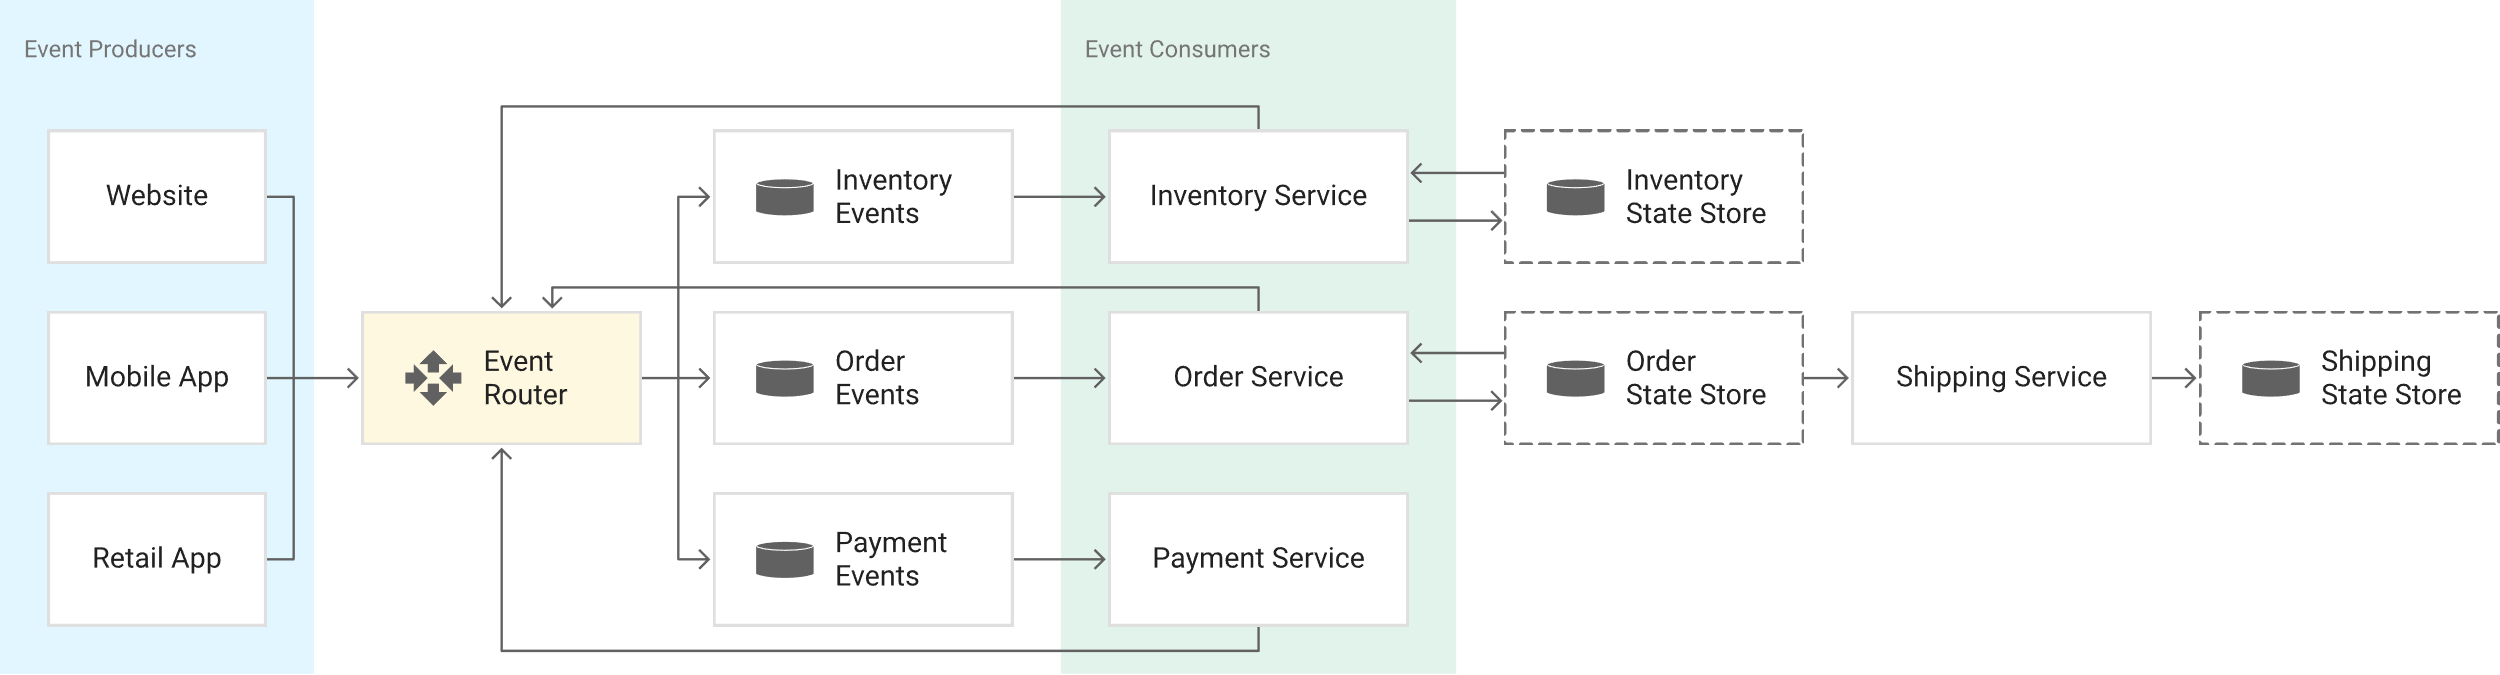 Event Producers
Event Consumers
Website
Inventory
Events
Inventory Service
Inventory
State Store
Mobile App
Event
Router
Order
Events
Order Service
Order
State Store
Shipping Service
Shipping
State Store
Retail App
Payment
Events
Payment Service